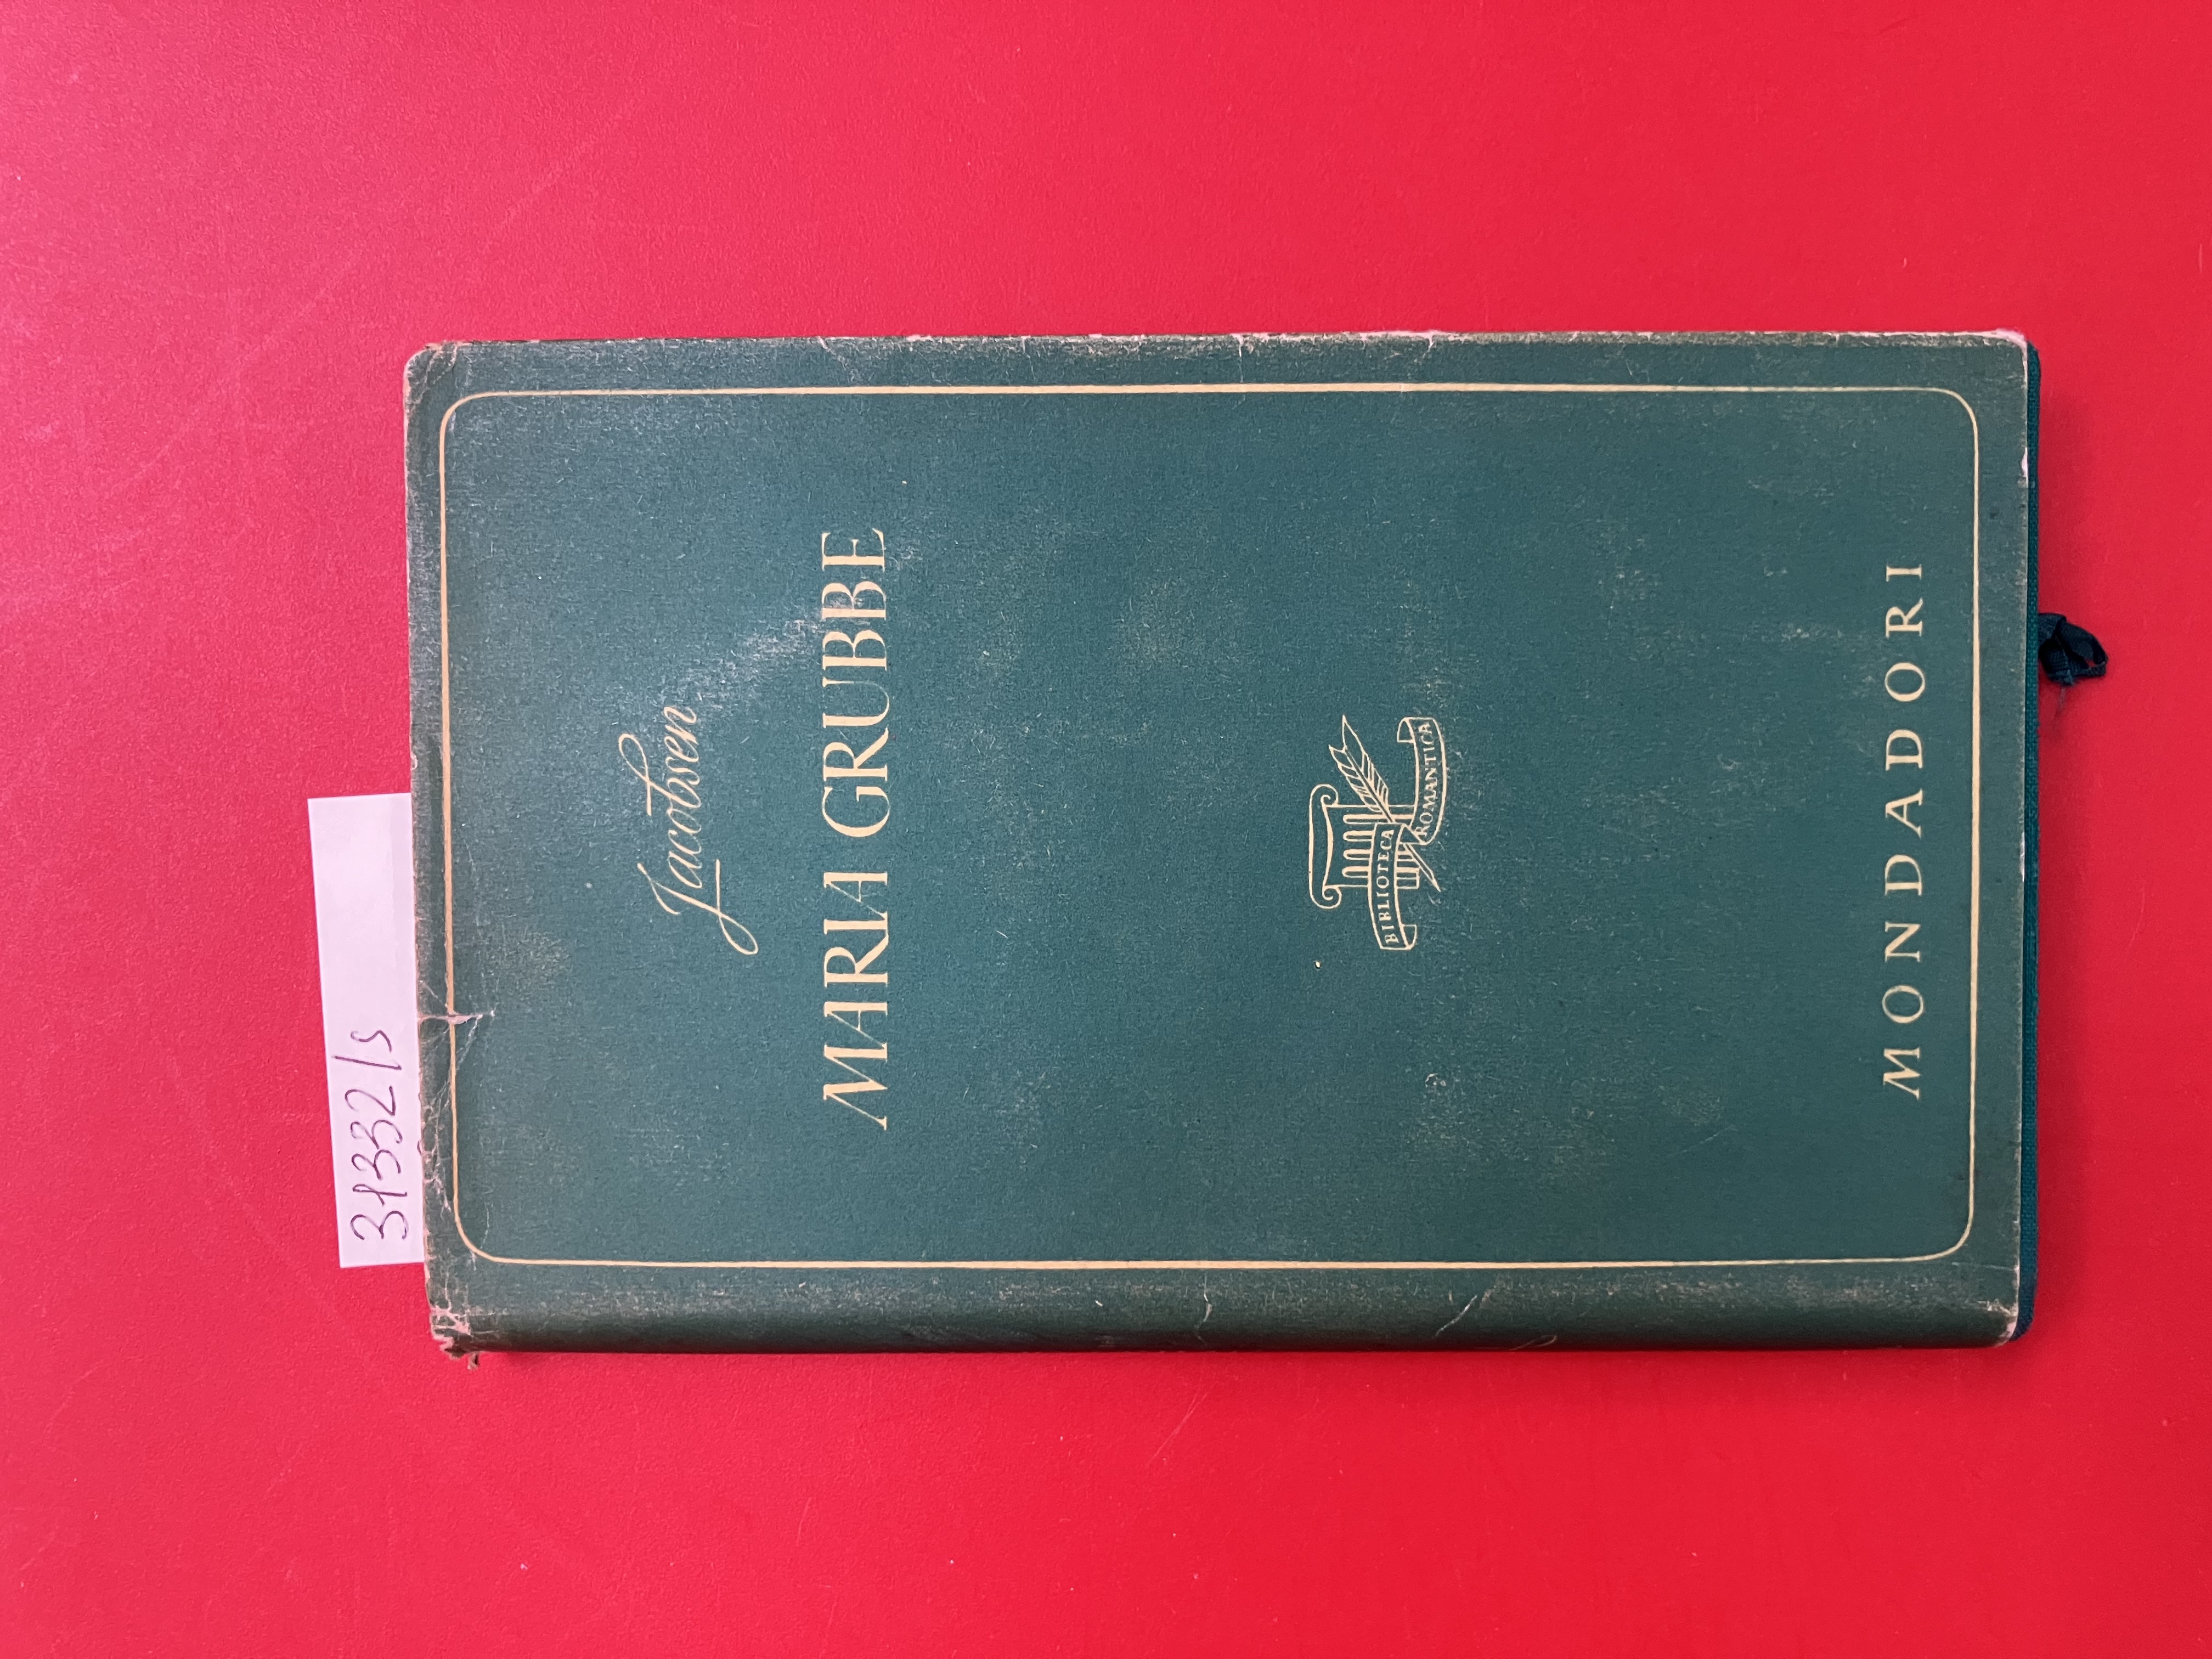 31332/s
Jacobsen
MARIA GRUBBE
BIBLIOTECA
ROMANTICA
MONDADORI